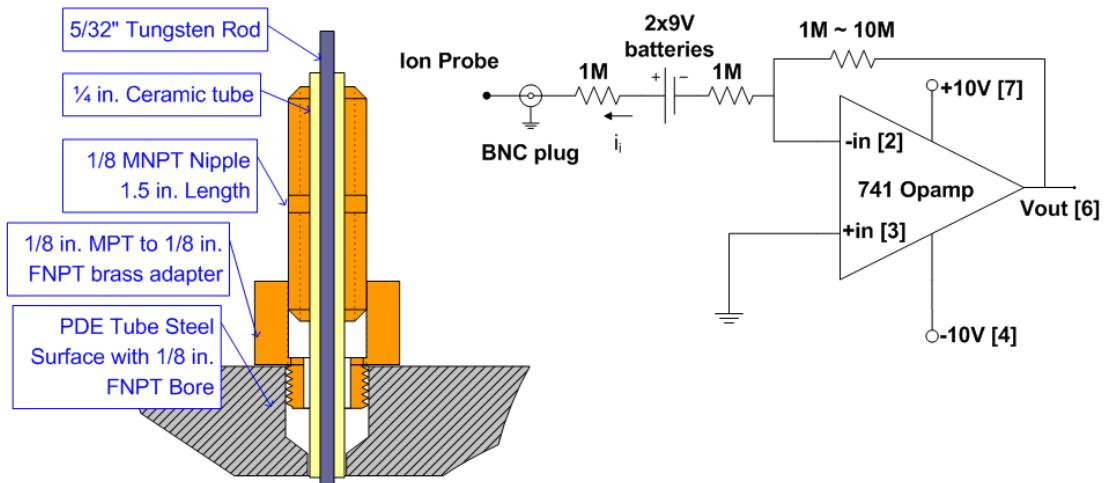 5/32" Tungsten Rod
¼ in. Ceramic tube
1/8 MNPT Nipple
1.5 in. Length
1/8 in. MPT to 1/8 in.
FNPT brass adapter
PDE Tube Steel
Surface with 1/8 in.
FNPT Bore
Ion Probe
BNC plug
1M
2x9V
batteries
+ −
i i
1M
1M ~ 10M
+10V [7]
-in [2]
741 Opamp
+in [3]
Vout [6]
-10V [4]